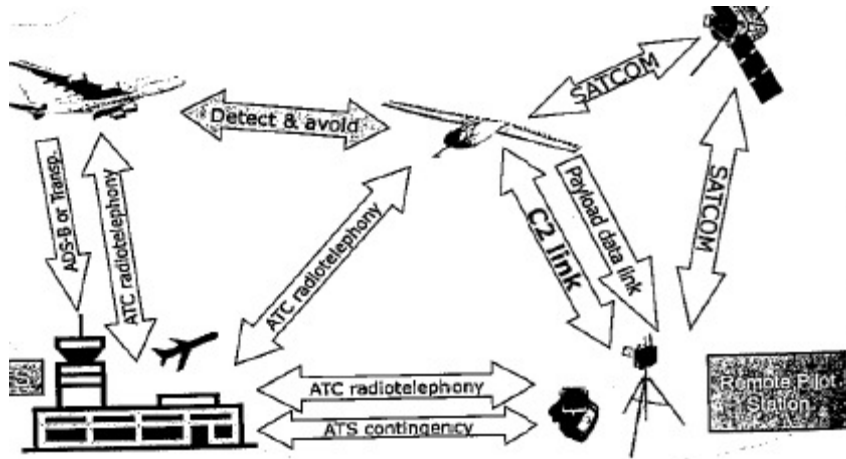 SATCOM
Detect & avoid
ADS-B or Transp.
ATC radiotelephony
ATC radiotelephony
C2 link
Payload data link
SATCOM
S
ATC radiotelephony
ATS contingency
Remote Pilot
Station